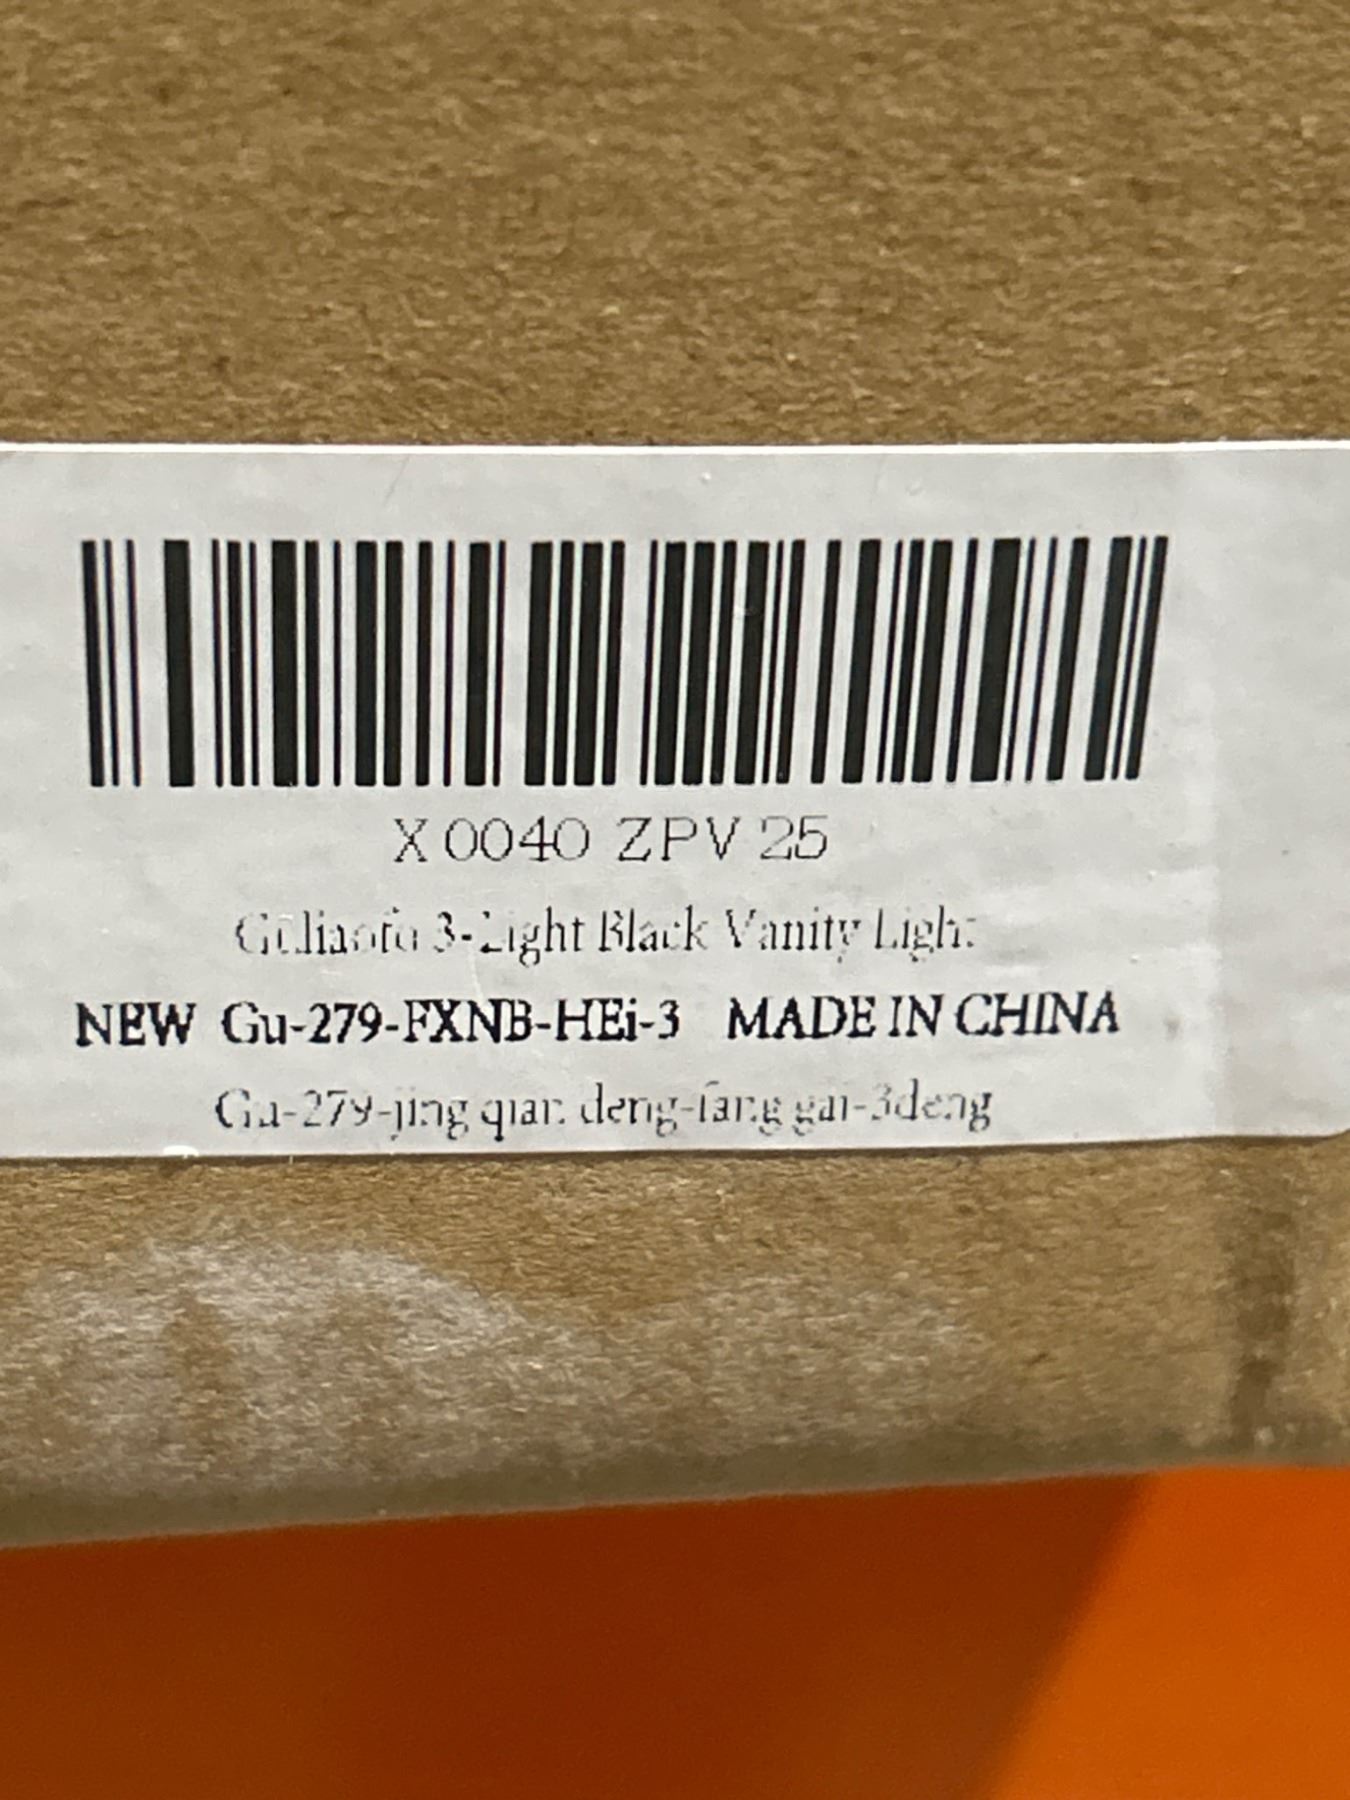 X0040ZPV25
3-Light Black Vanity Light
NEW Gu-279-FXNB-HEi-3 MADE IN CHINA
Gu-279-jing qian deng-fang gai-3deng